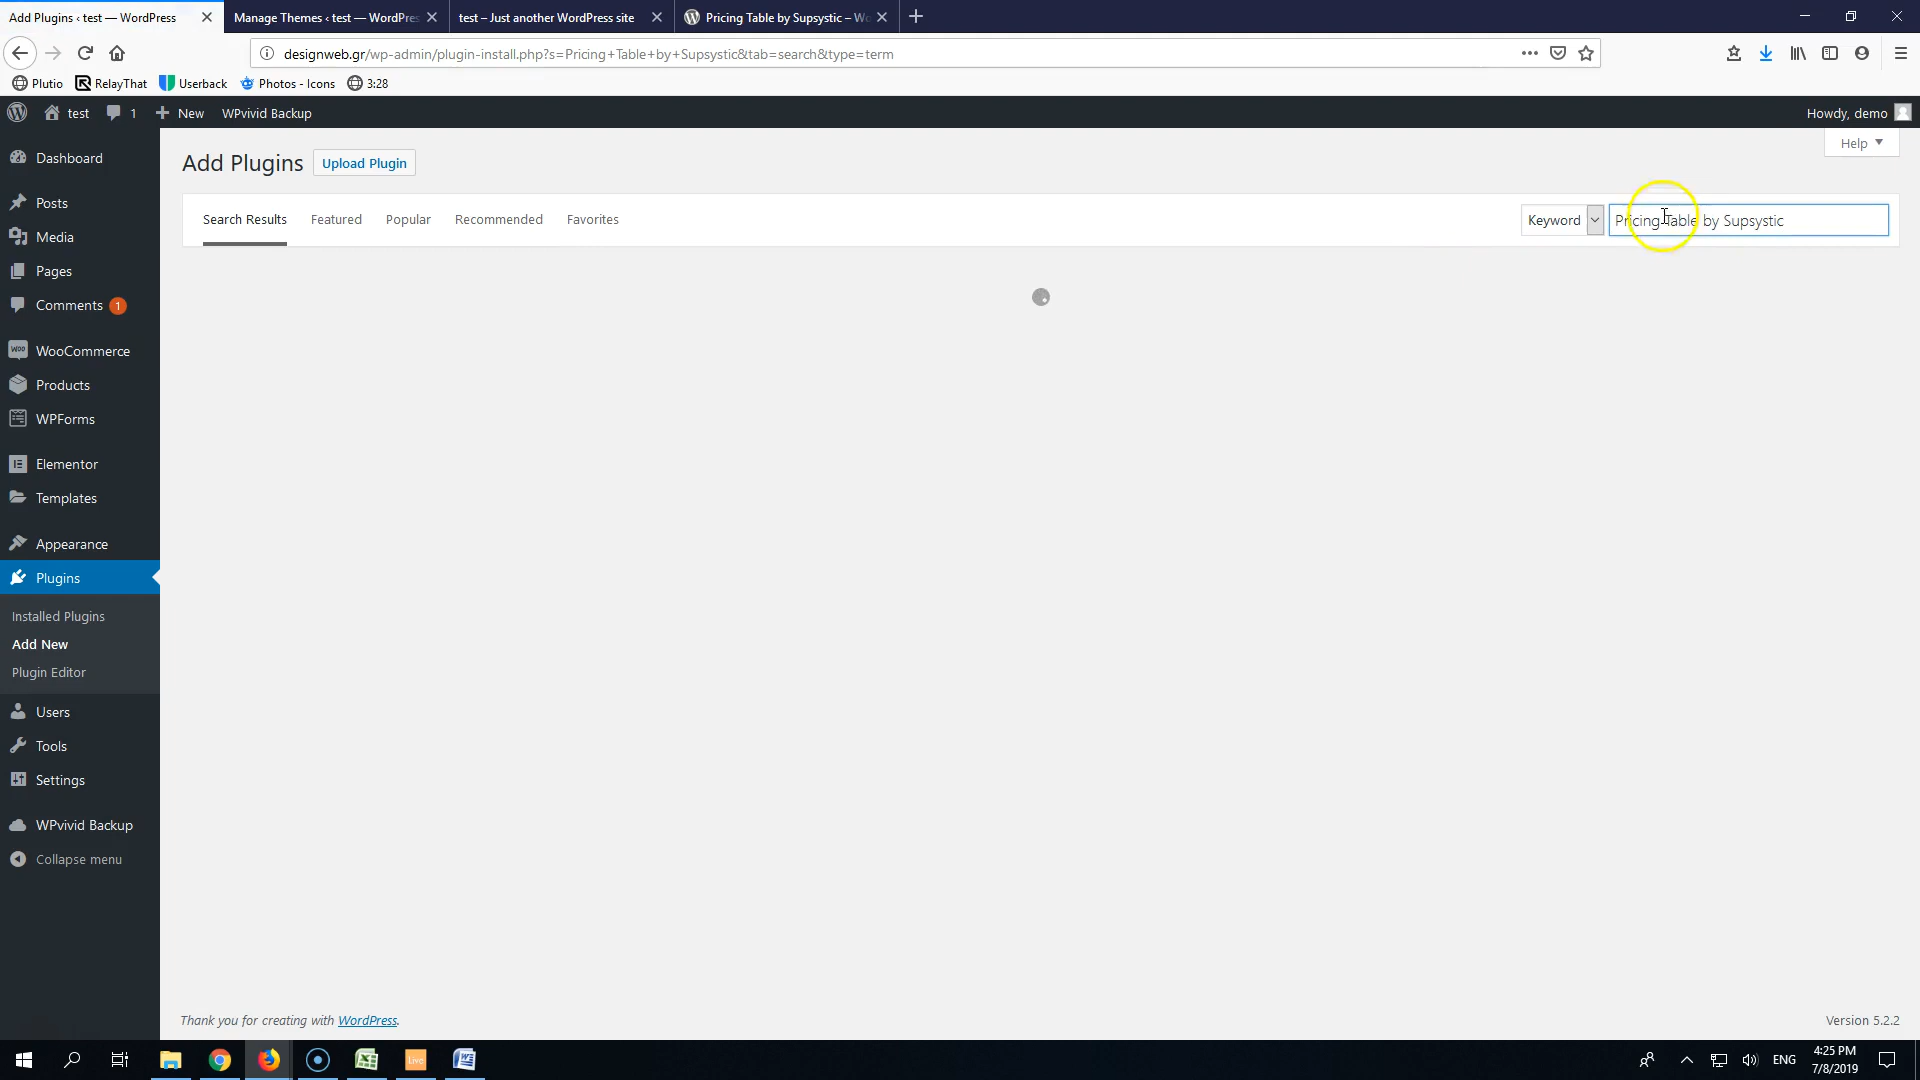 Add Plugins ‹ test — WordPress
Manage Themes ‹ test — WordPres
test – Just another WordPress site
Pricing Table by Supsystic – Wo
designweb.gr/wp-admin/plugin-install.php?s=Pricing+Table+by+Supsystic&tab=search&type=term
Plutio
RelayThat
Userback
Photos - Icons
3:28
test
1
New
WPvivid Backup
Howdy, demo
Help
Add Plugins
Upload Plugin
Search Results
Featured
Popular
Recommended
Favorites
Keyword
Pricing Table by Supsystic
Dashboard
Posts
Media
Pages
Comments 1
WooCommerce
Products
WPForms
Elementor
Templates
Appearance
Plugins
Installed Plugins
Add New
Plugin Editor
Users
Tools
Settings
WPvivid Backup
Collapse menu
Thank you for creating with WordPress.
Version 5.2.2
Live
ENG
4:25 PM
7/8/2019